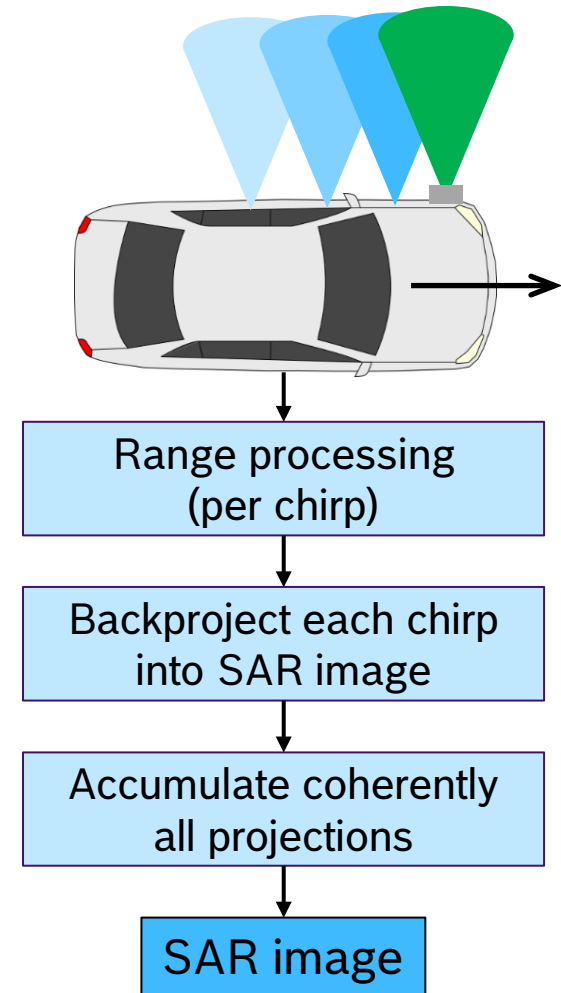 Range processing
(per chirp)
Backproject each chirp
into SAR image
Accumulate coherently
all projections
SAR image